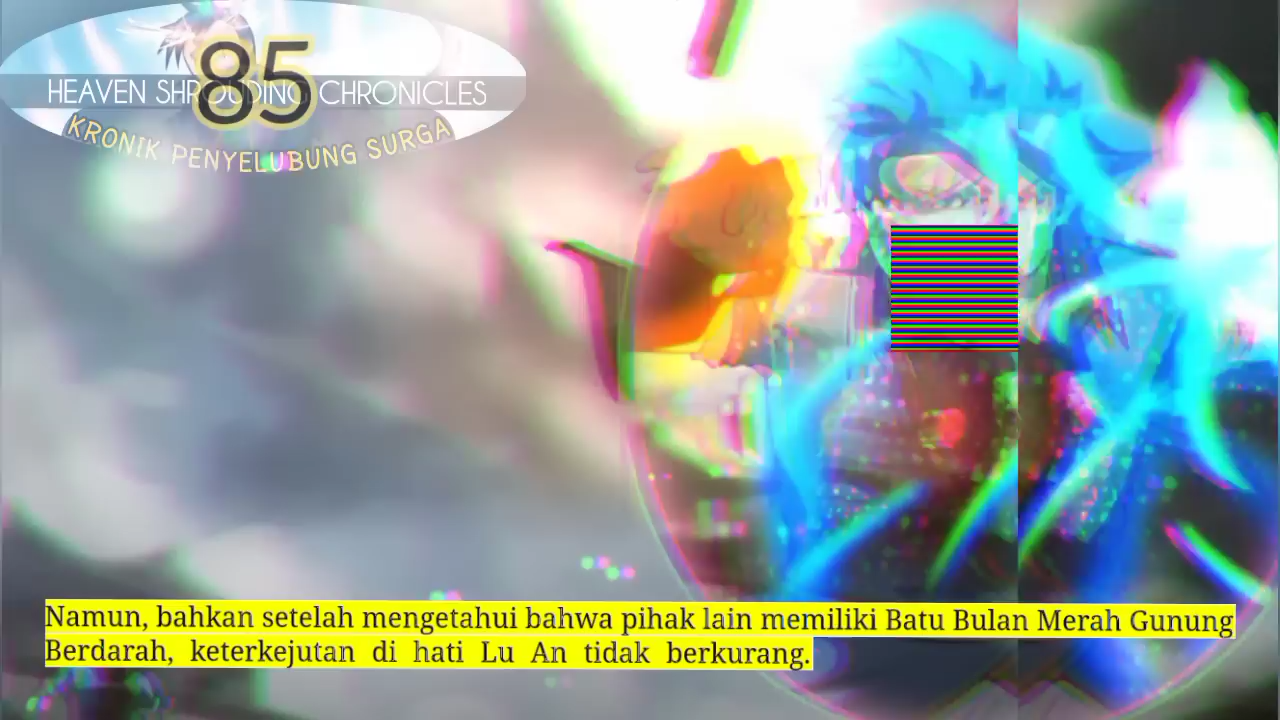 85
HEAVEN SHROUDING CHRONICLES
KRONIK PENYELUBUNG SURGA
Namun, bahkan setelah mengetahui bahwa pihak lain memiliki Batu Bulan Merah Gunung
Berdarah, keterkejutan di hati Lu An tidak berkurang.